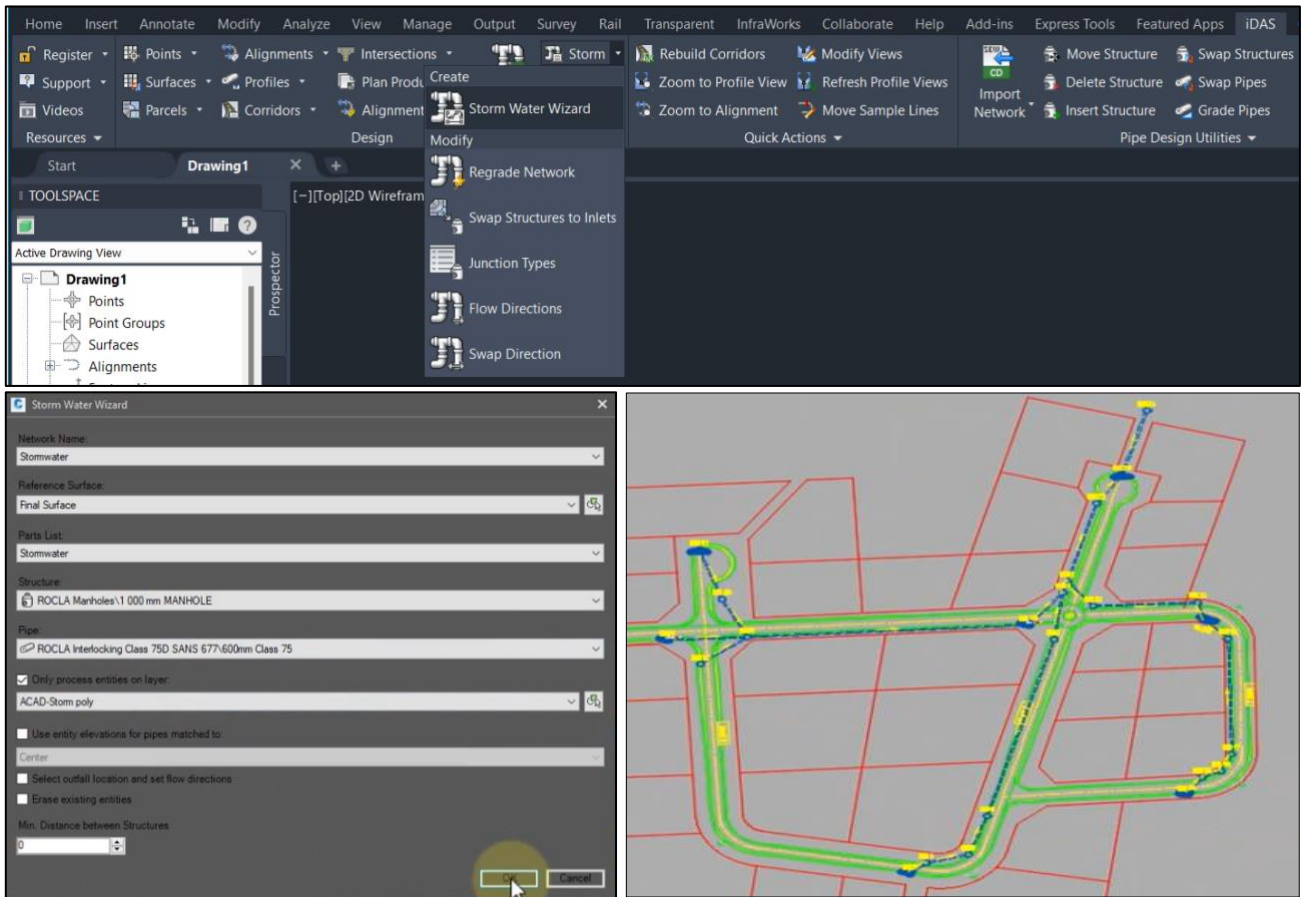 Home Insert Annotate Modify Analyze View Manage Output Survey Rail Transparent InfraWorks Collaborate Help Add-ins Express Tools Featured Apps iDAS
Register Points Alignments Intersections Storm Rebuild Corridors Modify Views Move Structure Swap Structures
Support Surfaces Profiles Plan Produ Zoom to Profile View Refresh Profile Views Import Network Delete Structure Swap Pipes
Videos Parcels Corridors Alignment Zoom to Alignment Move Sample Lines Insert Structure Grade Pipes
Resources Design Quick Actions Pipe Design Utilities
Create
Storm Water Wizard
Modify
Regrade Network
Swap Structures to Inlets
Junction Types
Flow Directions
Swap Direction
Start Drawing1
TOOLSPACE
[−][Top][2D Wirefram
Active Drawing View
Prospector
Drawing1
Points
Point Groups
Surfaces
Alignments
Storm Water Wizard
Network Name:
Stormwater
Reference Surface:
Final Surface
Parts List:
Stormwater
Structure:
ROCLA Manholes\1 000 mm MANHOLE
Pipe:
ROCLA Interlocking Class 75D SANS 677\600mm Class 75
Only process entities on layer:
ACAD-Storm poly
Use entity elevations for pipes matched to:
Center
Select outfall location and set flow directions
Erase existing entities
Min. Distance between Structures
0
OK Cancel